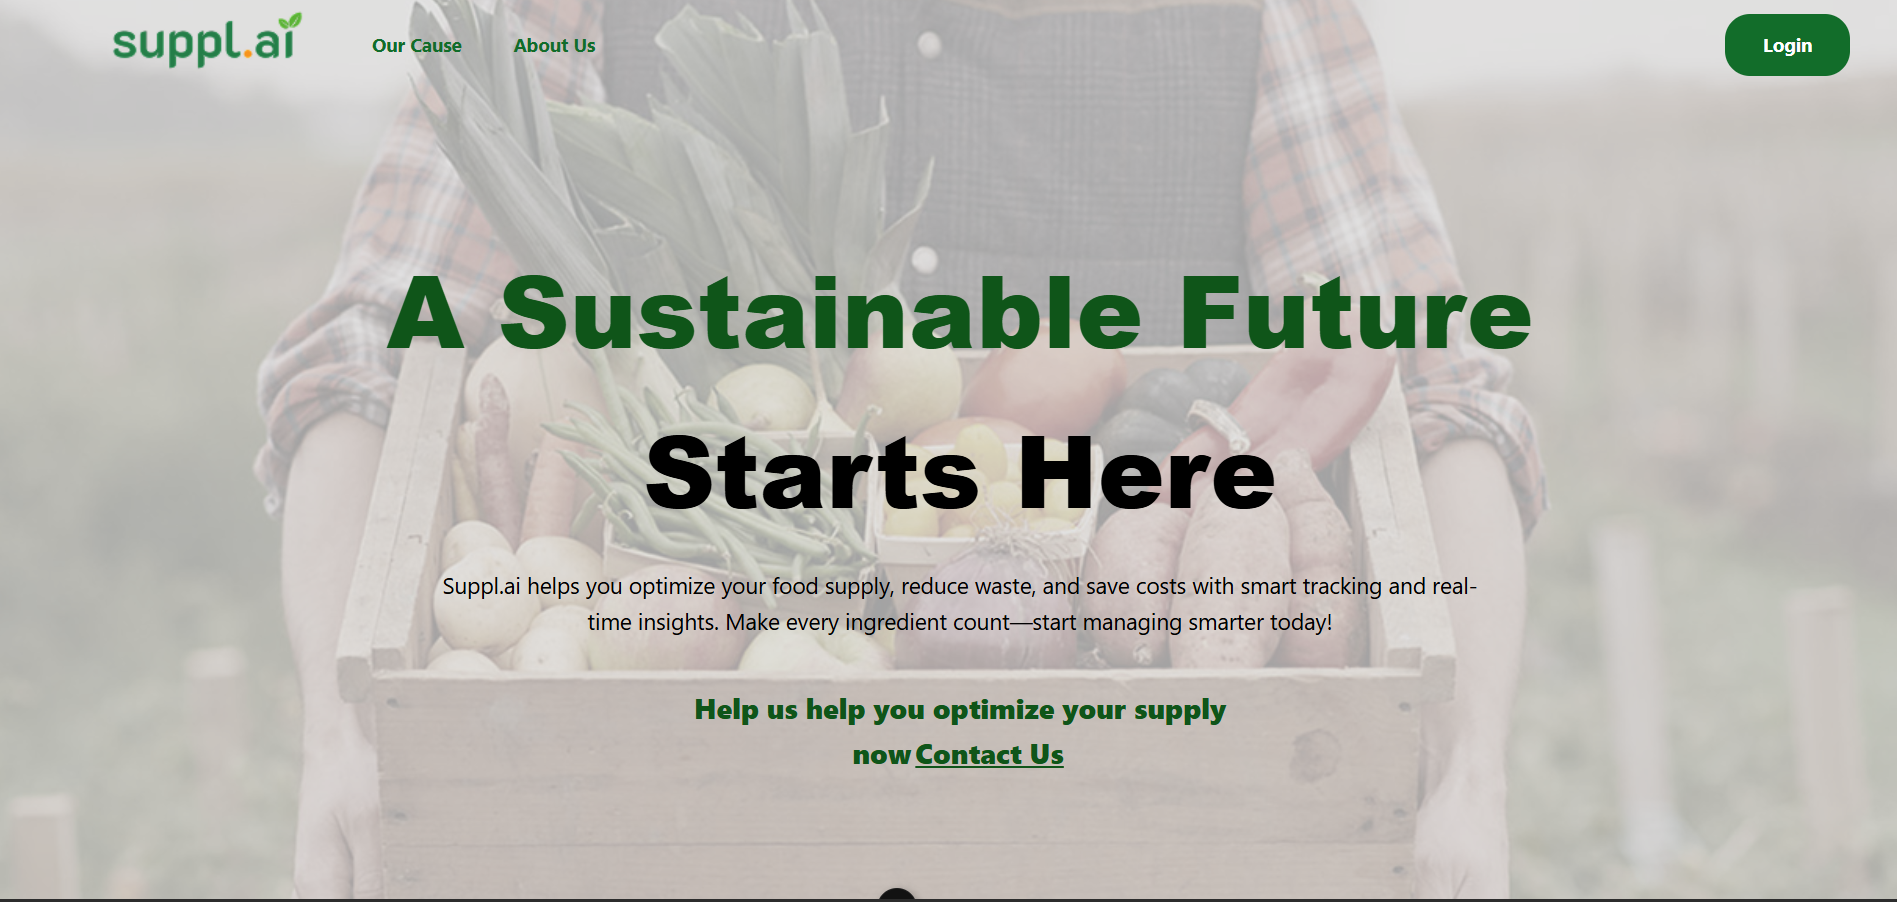 suppl.ai
Our Cause
About Us
Login
A Sustainable Future
Starts Here
Suppl.ai helps you optimize your food supply, reduce waste, and save costs with smart tracking and real-
time insights. Make every ingredient count—start managing smarter today!
Help us help you optimize your supply
now Contact Us